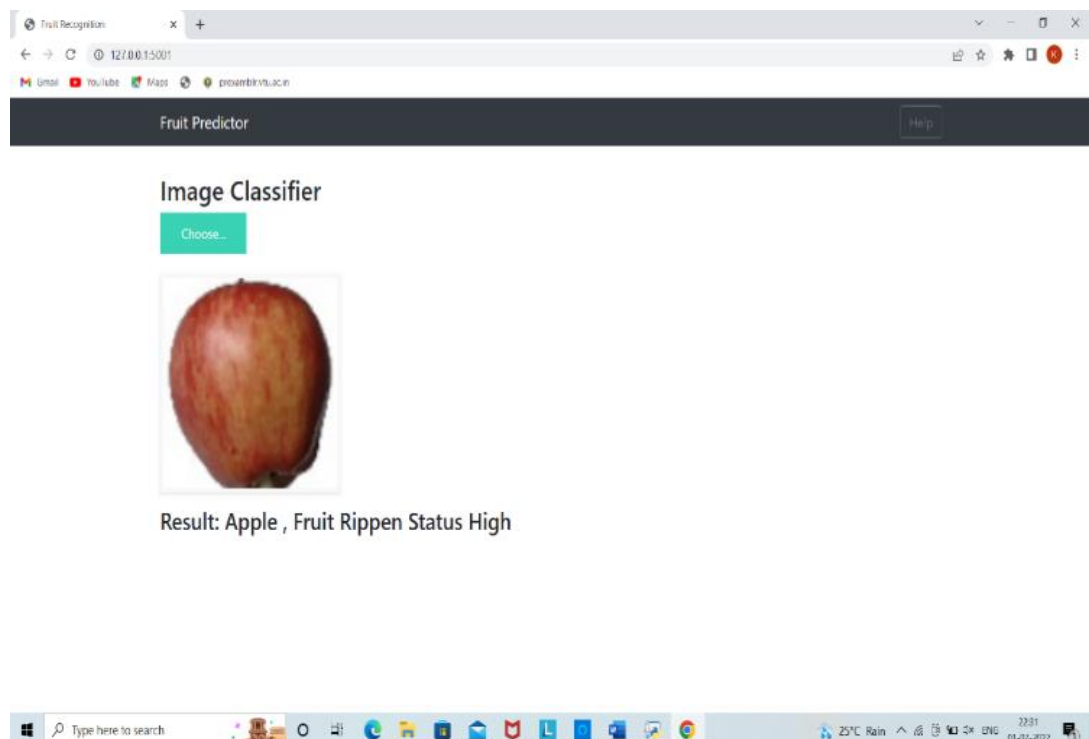 Fruit Recognition
127.0.0.1:5001
Gmail YouTube Maps
Fruit Predictor Help
Image Classifier
Choose...
Result: Apple , Fruit Rippen Status High
Type here to search 25°C Rain ENG 22:31